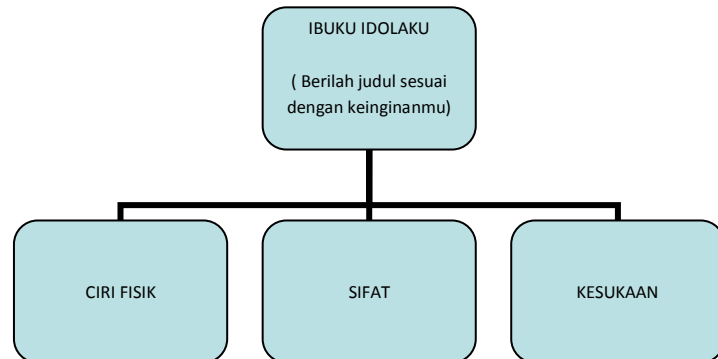 IBUKU IDOLAKU
( Berilah judul sesuai
dengan keinginanmu)
CIRI FISIK
SIFAT
KESUKAAN